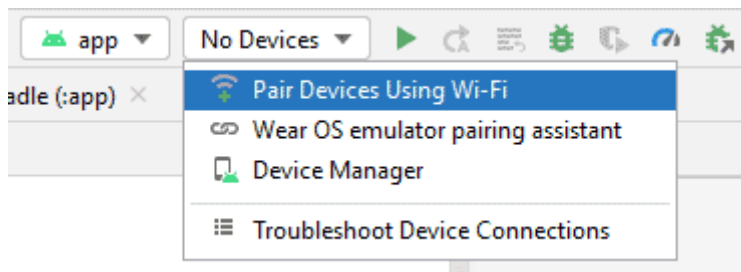 app
No Devices
adle (:app)
Pair Devices Using Wi-Fi
Wear OS emulator pairing assistant
Device Manager
Troubleshoot Device Connections